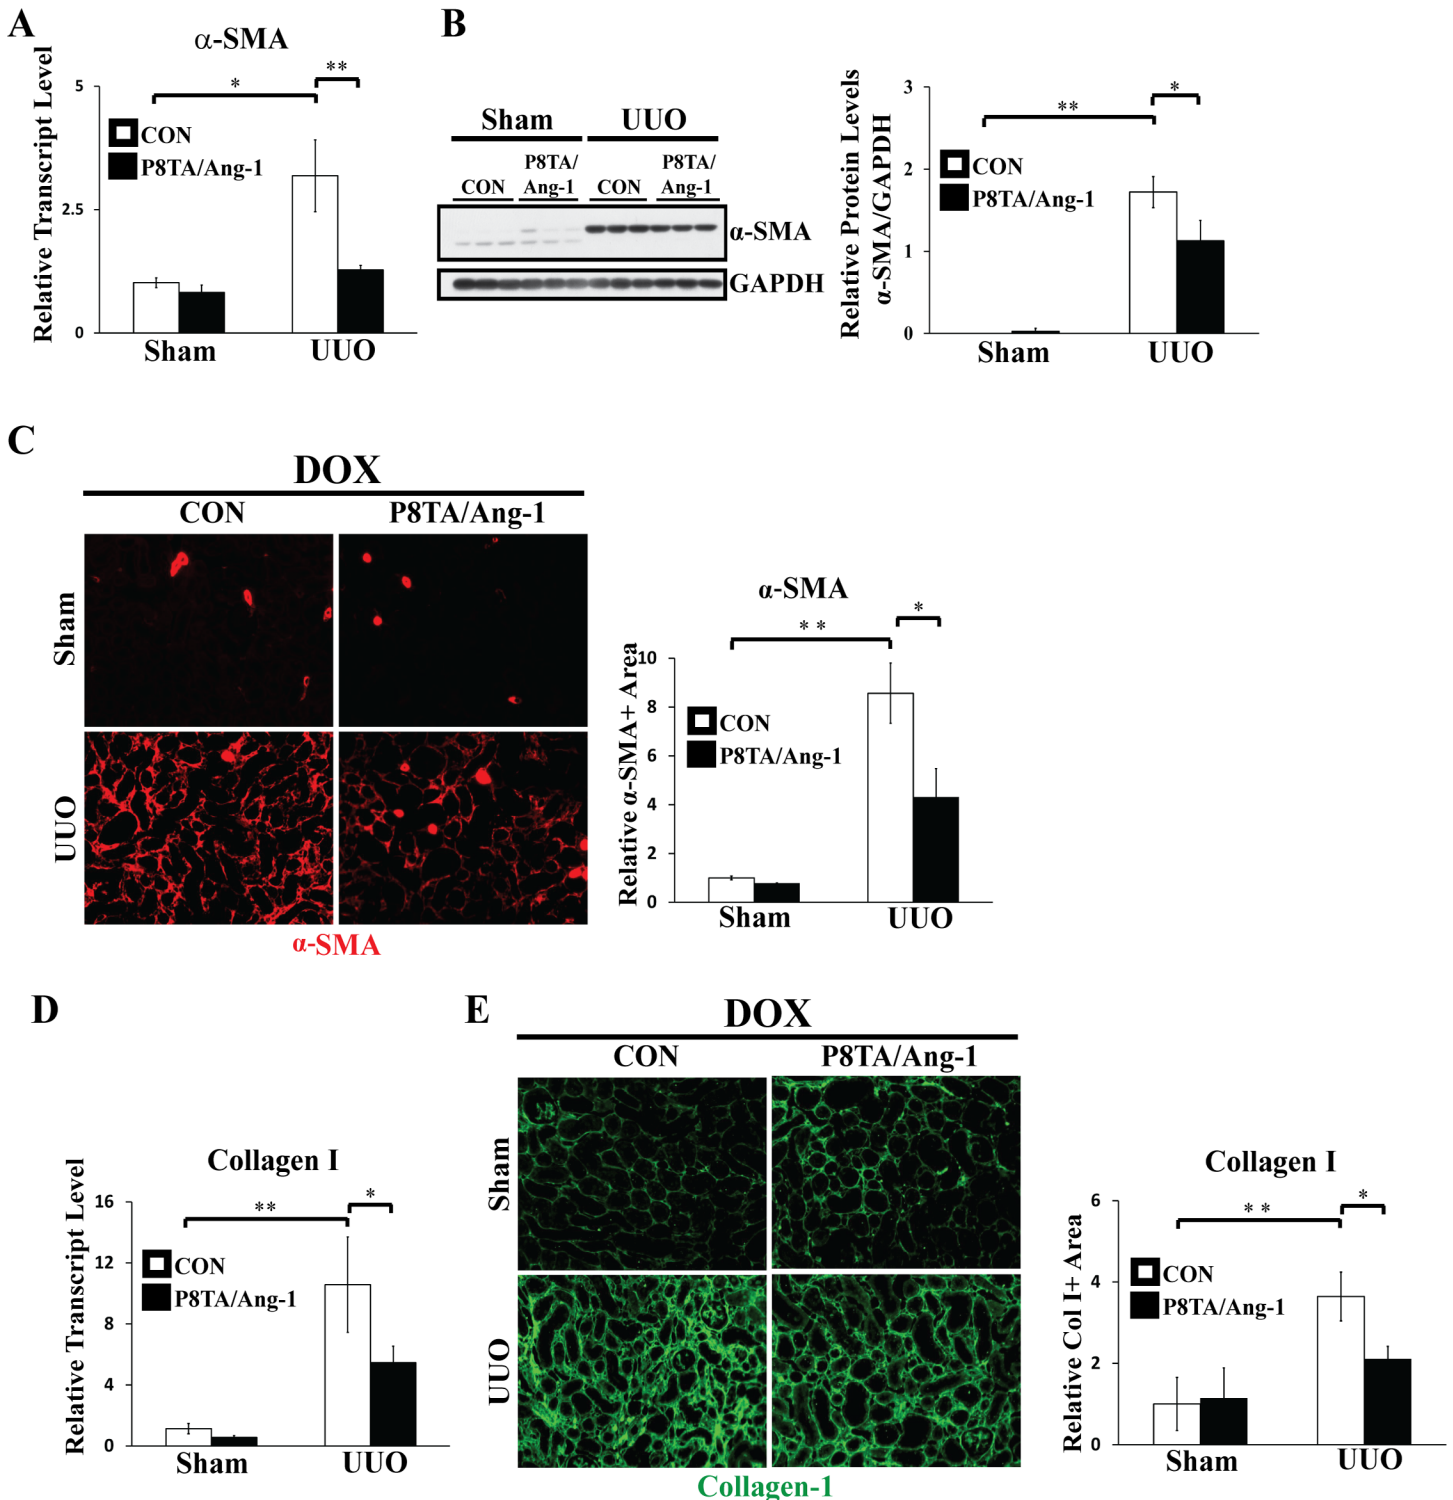 A
α-SMA
Relative Transcript Level
5
2.5
0
* **
CON
P8TA/Ang-1
Sham UUO
B
Sham UUO
CON P8TA/ Ang-1 CON P8TA/ Ang-1
α-SMA
GAPDH
Relative Protein Levels
α-SMA/GAPDH
3
2
1
0
** *
CON
P8TA/Ang-1
Sham UUO
C
DOX
CON P8TA/Ang-1
Sham
UUO
α-SMA
α-SMA
Relative α-SMA+ Area
10
8
6
4
2
0
* * *
CON
P8TA/Ang-1
Sham UUO
D
Collagen I
Relative Transcript Level
16
12
8
4
0
** *
CON
P8TA/Ang-1
Sham UUO
E
DOX
CON P8TA/Ang-1
Sham
UUO
Collagen-1
Collagen I
Relative Col I+ Area
6
4
2
0
* * *
CON
P8TA/Ang-1
Sham UUO